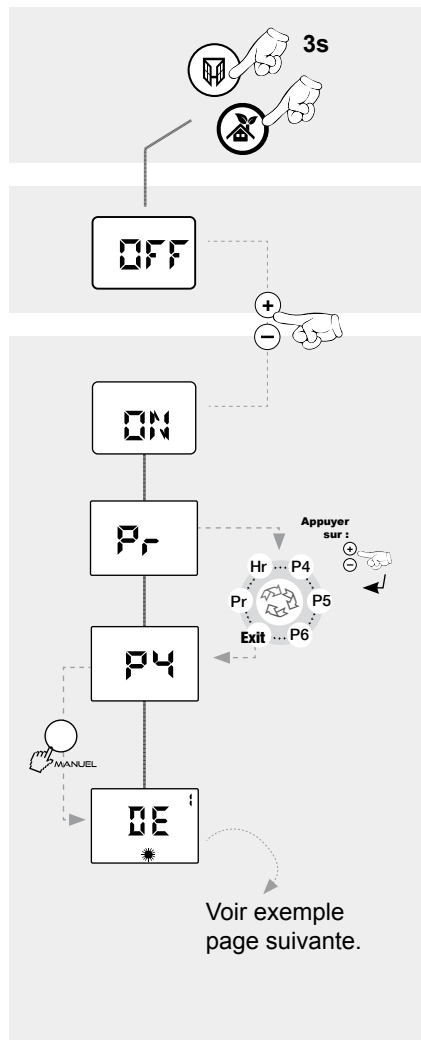 3s
OFF
+
−
ON
Pr
Appuyer
sur :
+
−
Hr ... P4
Pr P5
Exit ... P6
P4
MANUEL
DE 1
Voir exemple
page suivante.